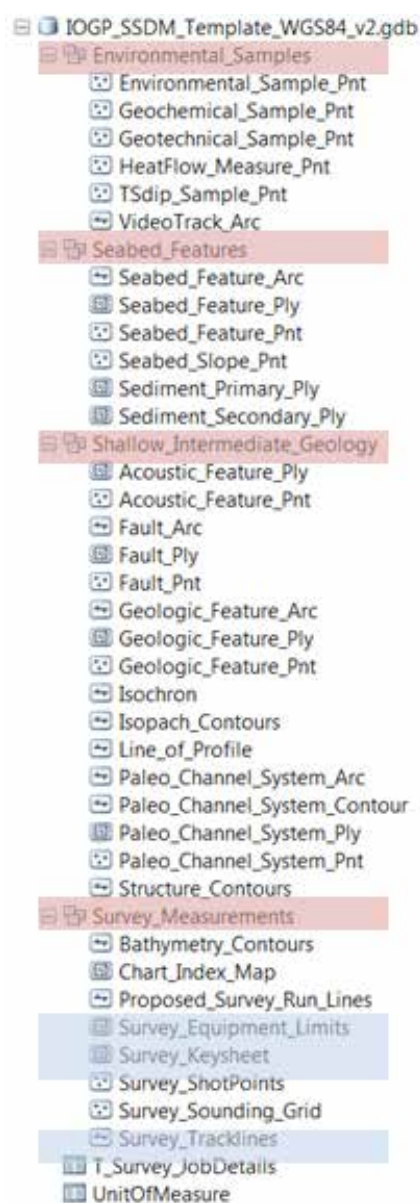 IOGP_SSDM_Template_WGS84_v2.gdb
Environmental_Samples
Environmental_Sample_Pnt
Geochemical_Sample_Pnt
Geotechnical_Sample_Pnt
HeatFlow_Measure_Pnt
TSdip_Sample_Pnt
VideoTrack_Arc
Seabed_Features
Seabed_Feature_Arc
Seabed_Feature_Ply
Seabed_Feature_Pnt
Seabed_Slope_Pnt
Sediment_Primary_Ply
Sediment_Secondary_Ply
Shallow_Intermediate_Geology
Acoustic_Feature_Ply
Acoustic_Feature_Pnt
Fault_Arc
Fault_Ply
Fault_Pnt
Geologic_Feature_Arc
Geologic_Feature_Ply
Geologic_Feature_Pnt
Isochron
Isopach_Contours
Line_of_Profile
Paleo_Channel_System_Arc
Paleo_Channel_System_Contour
Paleo_Channel_System_Ply
Paleo_Channel_System_Pnt
Structure_Contours
Survey_Measurements
Bathymetry_Contours
Chart_Index_Map
Proposed_Survey_Run_Lines
Survey_Equipment_Limits
Survey_Keysheet
Survey_ShotPoints
Survey_Sounding_Grid
Survey_Tracklines
T_Survey_JobDetails
UnitOfMeasure